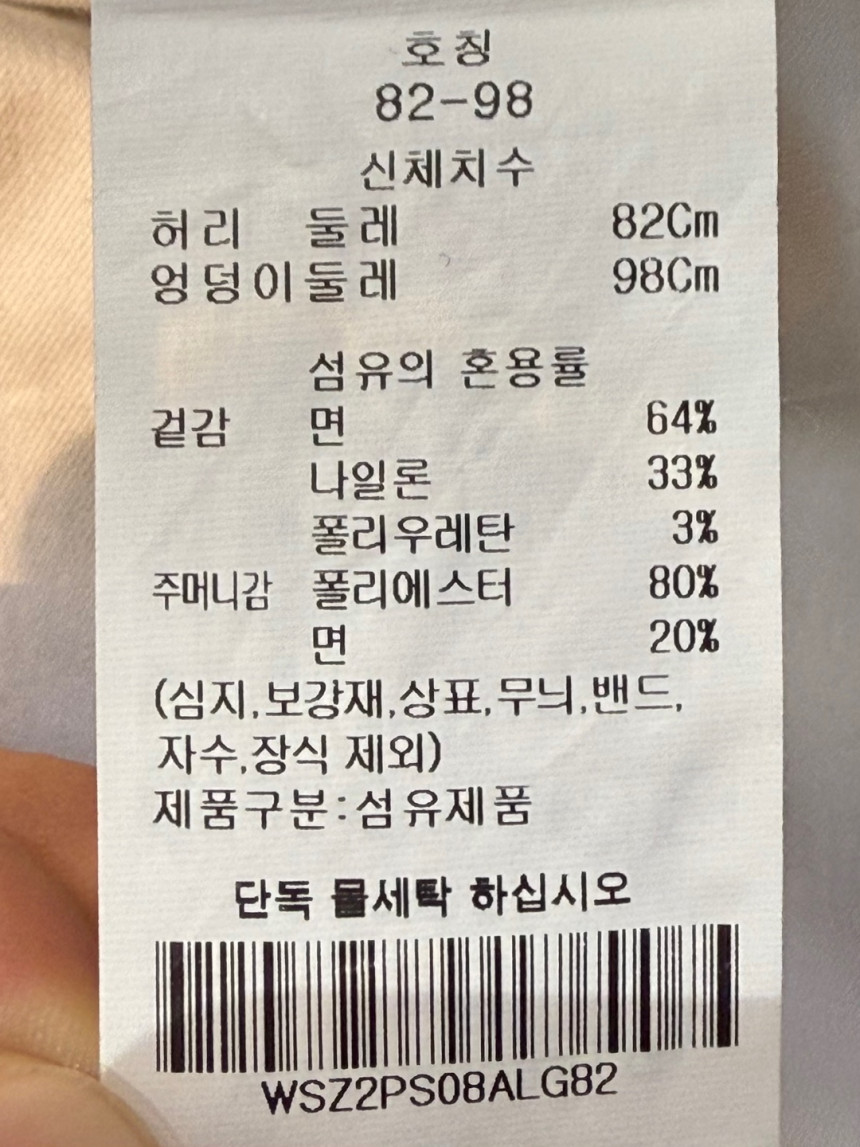 호칭
82-98
신체치수
허리 둘레 82Cm
엉덩이둘레 98Cm
섬유의 혼용률
겉감 면 64%
나일론 33%
폴리우레탄 3%
주머니감 폴리에스터 80%
면 20%
(심지,보강재,상표,무늬,밴드,
자수,장식 제외)
제품구분:섬유제품
단독 물세탁 하십시오
WSZ2PS08ALG82